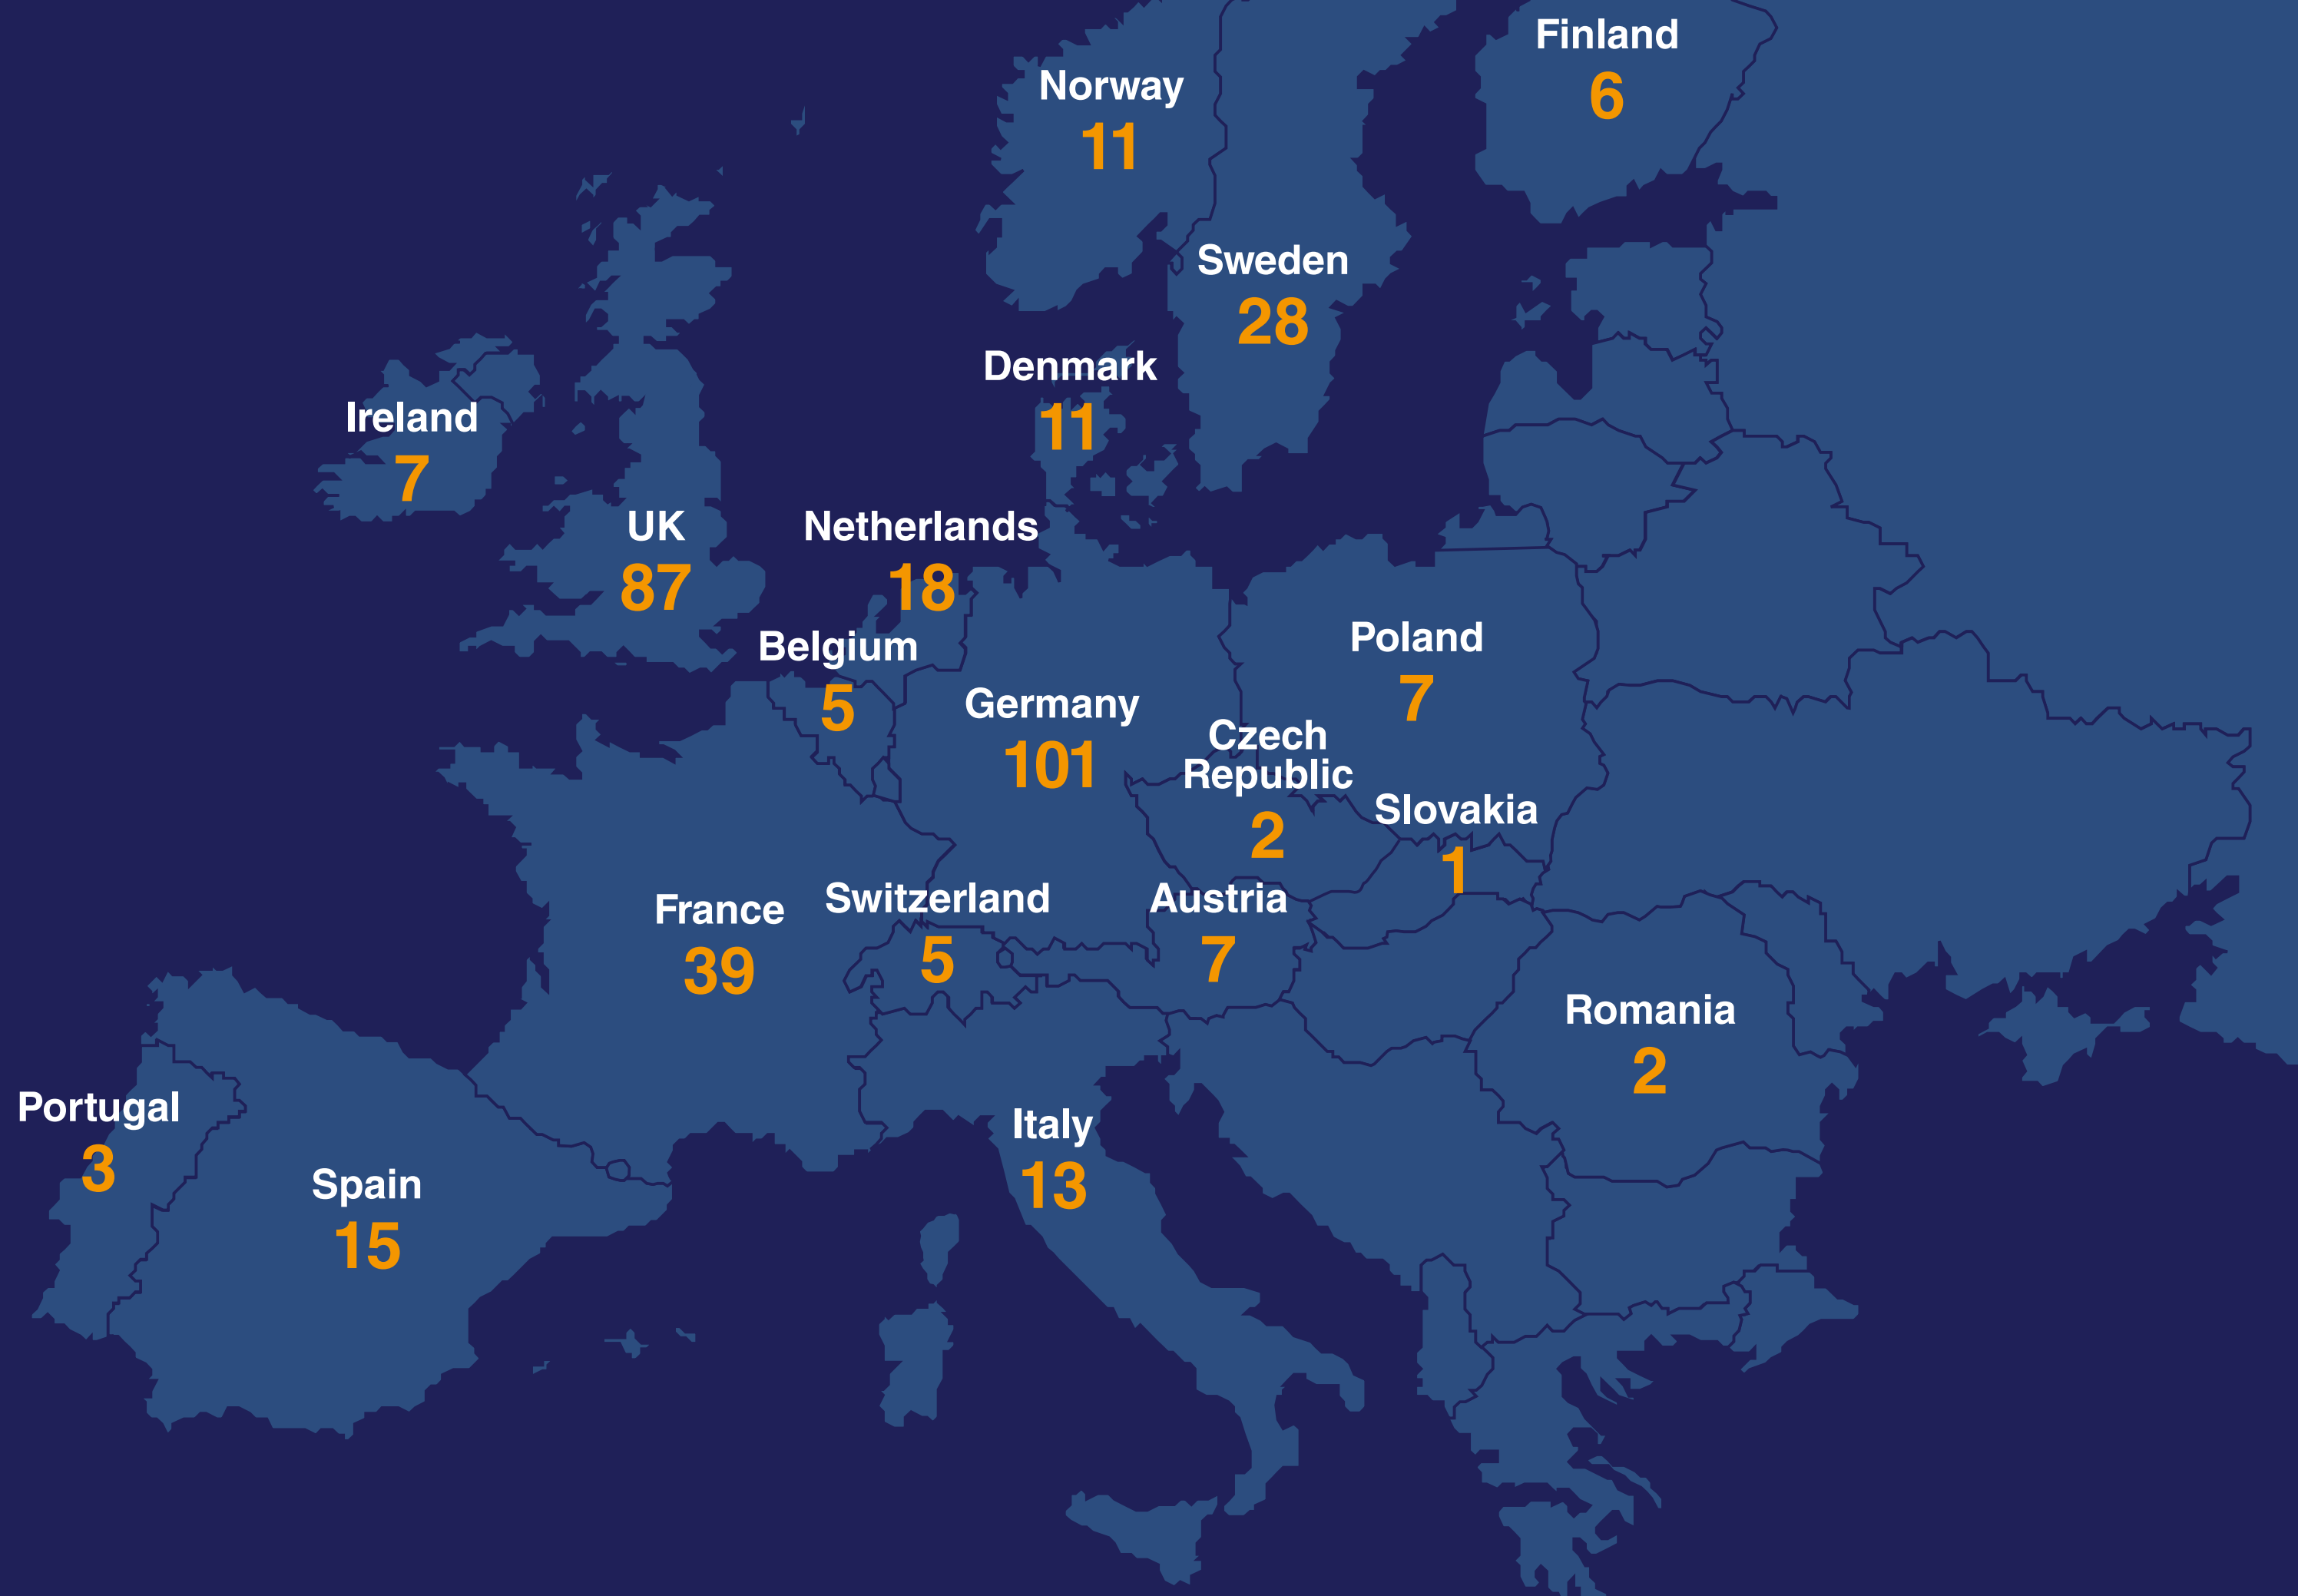 Finland
6
Norway
11
Sweden
28
Denmark
11
Ireland
7
UK
87
Netherlands
18
Belgium
5
Poland
7
Germany
101
Czech
Republic
2
Slovakia
1
France
39
Switzerland
5
Austria
7
Romania
2
Portugal
3
Spain
15
Italy
13